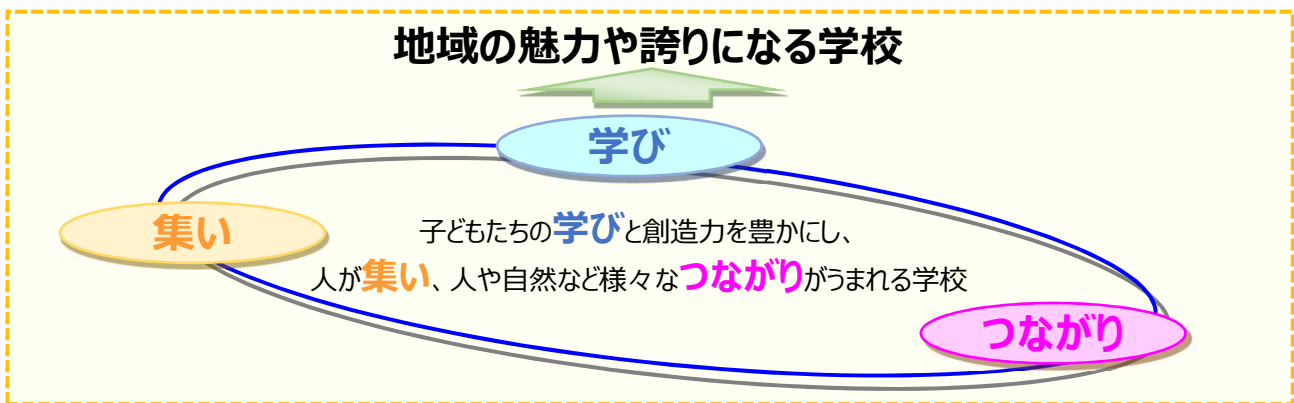 地域の魅力や誇りになる学校
学び
集い
子どもたちの学びと創造力を豊かにし、
人が集い、人や自然など様々なつながりがうまれる学校
つながり